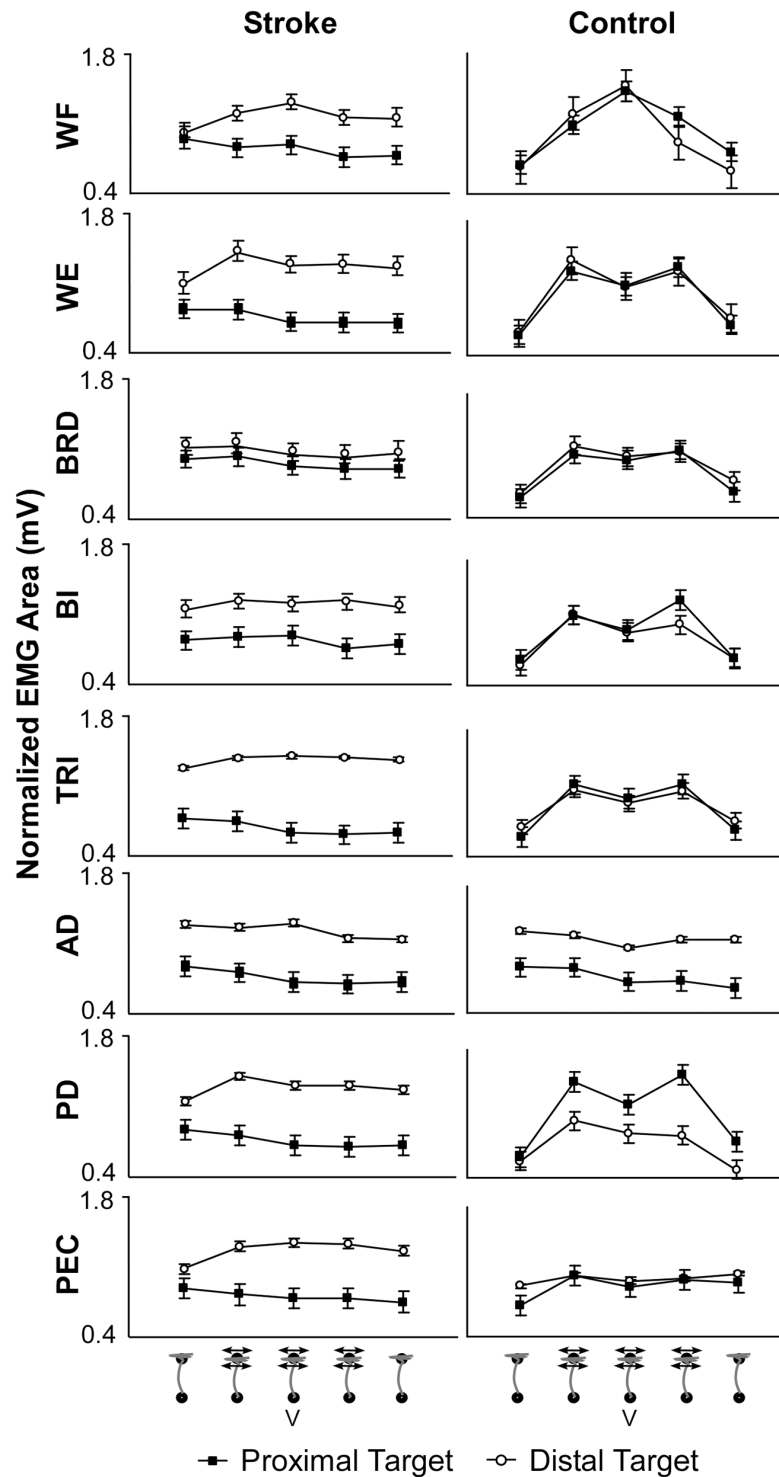 Stroke Control
Normalized EMG Area (mV)
WF
1.8
0.4
WE
1.8
0.4
BRD
1.8
0.4
BI
1.8
0.4
TRI
1.8
0.4
AD
1.8
0.4
PD
1.8
0.4
PEC
1.8
0.4
V V
Proximal Target Distal Target